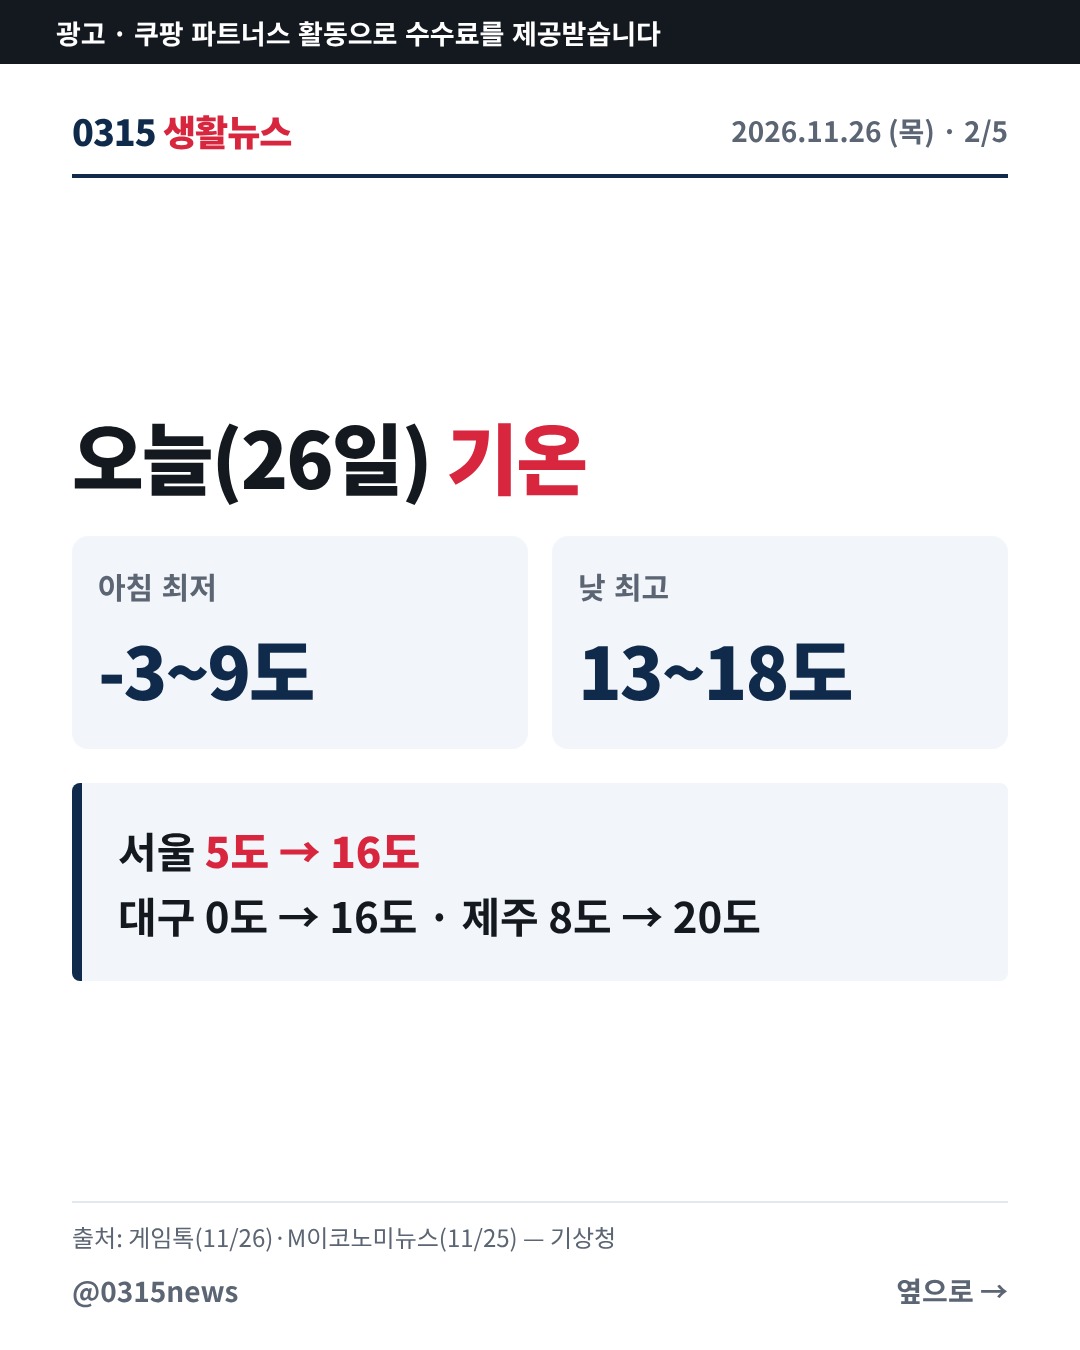 광고 · 쿠팡 파트너스 활동으로 수수료를 제공받습니다
0315 생활뉴스
2026.11.26 (목) · 2/5
오늘(26일) 기온
아침 최저
-3~9도
낮 최고
13~18도
서울 5도 → 16도
대구 0도 → 16도 · 제주 8도 → 20도
출처: 게임톡(11/26)·M이코노미뉴스(11/25) — 기상청
@0315news
옆으로 →